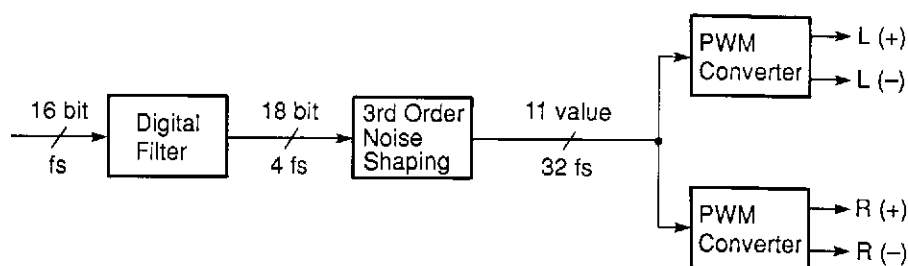 16 bit
fs
Digital
Filter
18 bit
4 fs
3rd Order
Noise
Shaping
11 value
32 fs
PWM
Converter
L (+)
L (–)
PWM
Converter
R (+)
R (–)